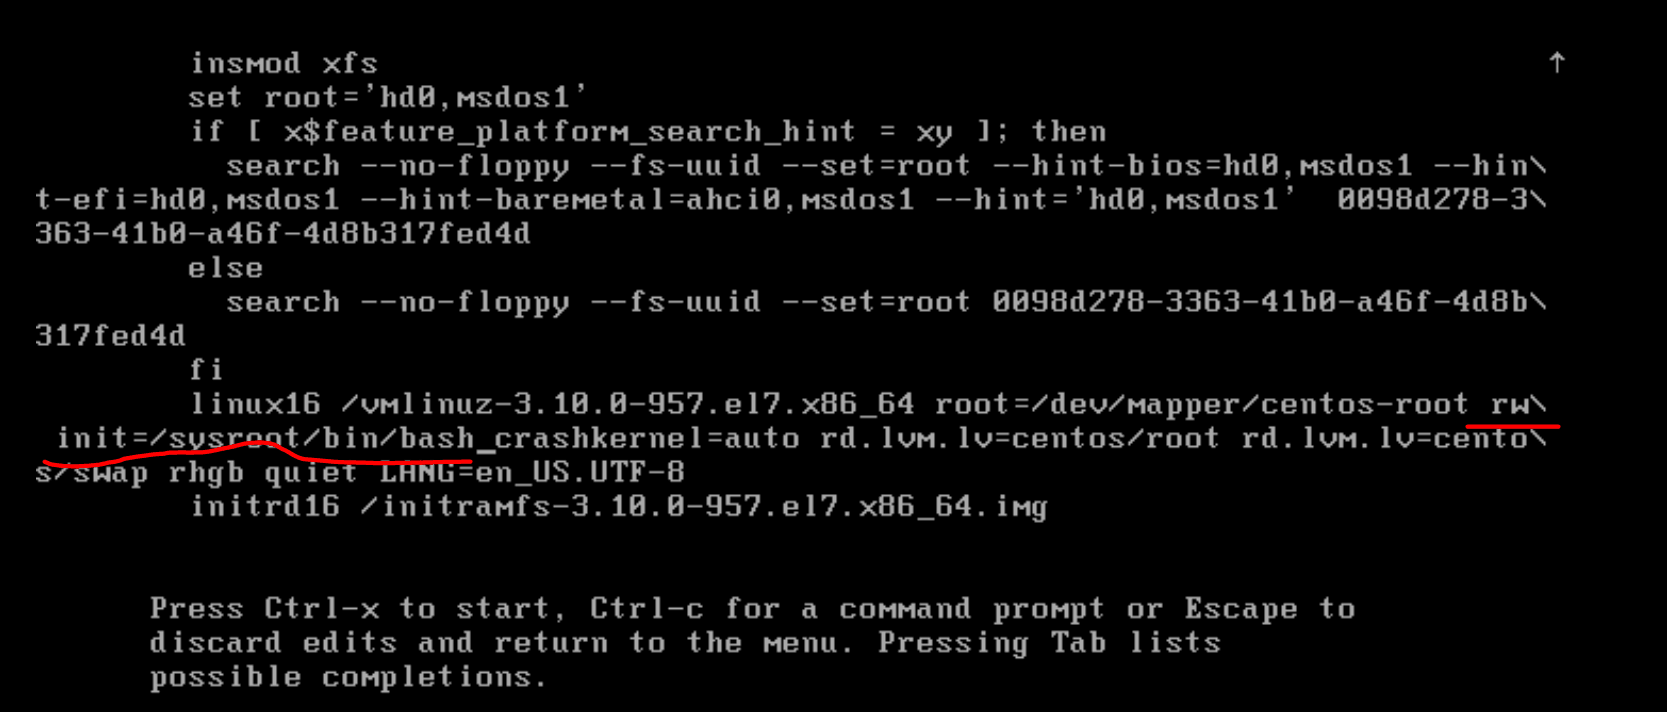 insmod xfs ↑
set root='hd0,msdos1'
if [ x$feature_platform_search_hint = xy ]; then
search --no-floppy --fs-uuid --set=root --hint-bios=hd0,msdos1 --hin\
t-efi=hd0,msdos1 --hint-baremetal=ahci0,msdos1 --hint='hd0,msdos1'  0098d278-3\
363-41b0-a46f-4d8b317fed4d
else
search --no-floppy --fs-uuid --set=root 0098d278-3363-41b0-a46f-4d8b\
317fed4d
fi
linux16 /vmlinuz-3.10.0-957.el7.x86_64 root=/dev/mapper/centos-root rw\
init=/sysroot/bin/bash_crashkernel=auto rd.lvm.lv=centos/root rd.lvm.lv=cento\
s/swap rhgb quiet LANG=en_US.UTF-8
initrd16 /initramfs-3.10.0-957.el7.x86_64.img
Press Ctrl-x to start, Ctrl-c for a command prompt or Escape to
discard edits and return to the menu. Pressing Tab lists
possible completions.